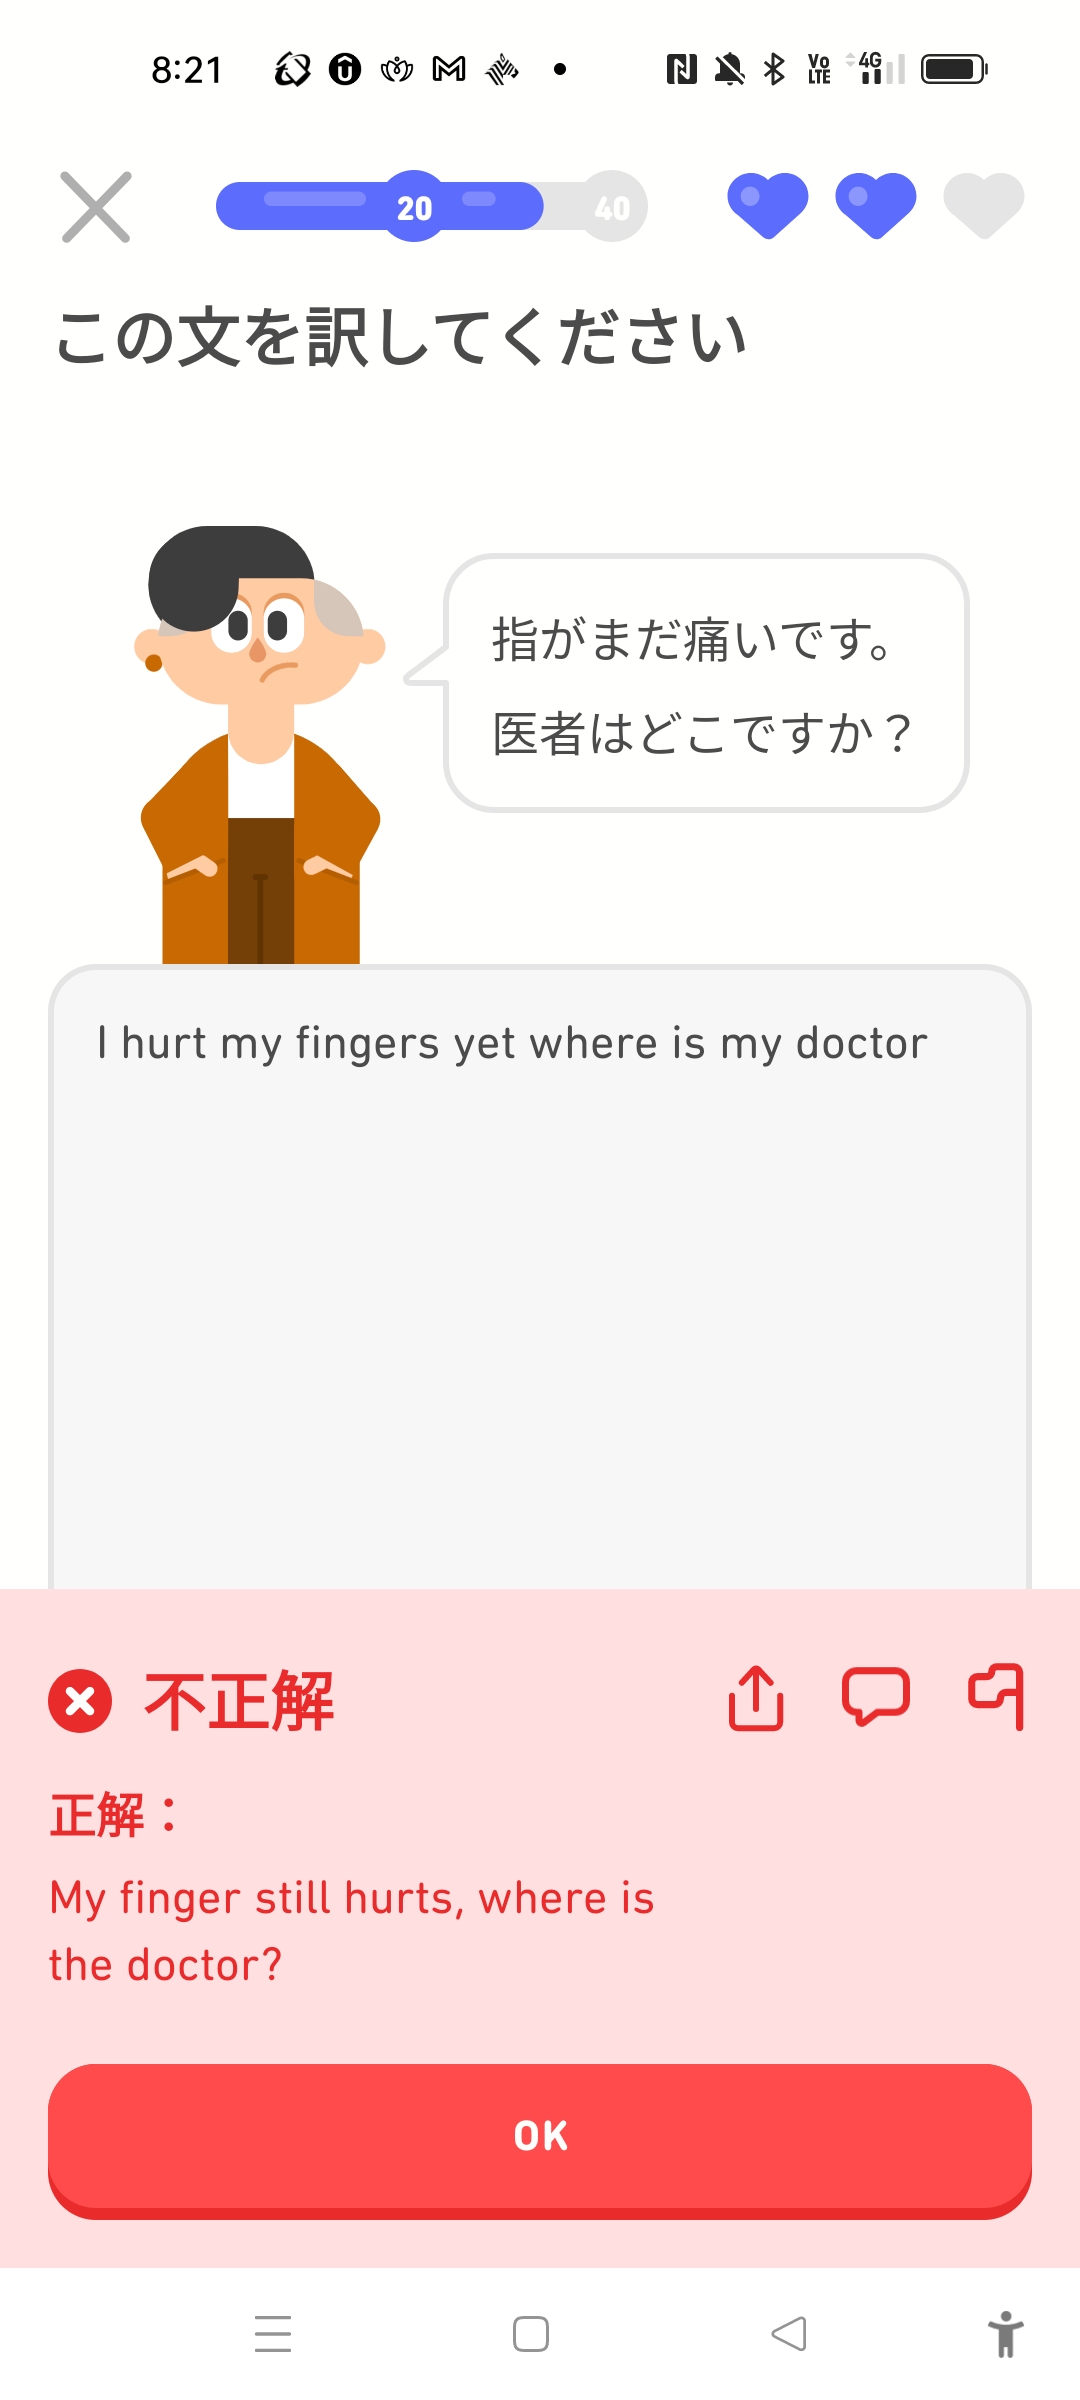 8:21
Vo
LTE
4G
20
40
この文を訳してください
指がまだ痛いです。
医者はどこですか？
I hurt my fingers yet where is my doctor
不正解
正解：
My finger still hurts, where is
the doctor?
OK